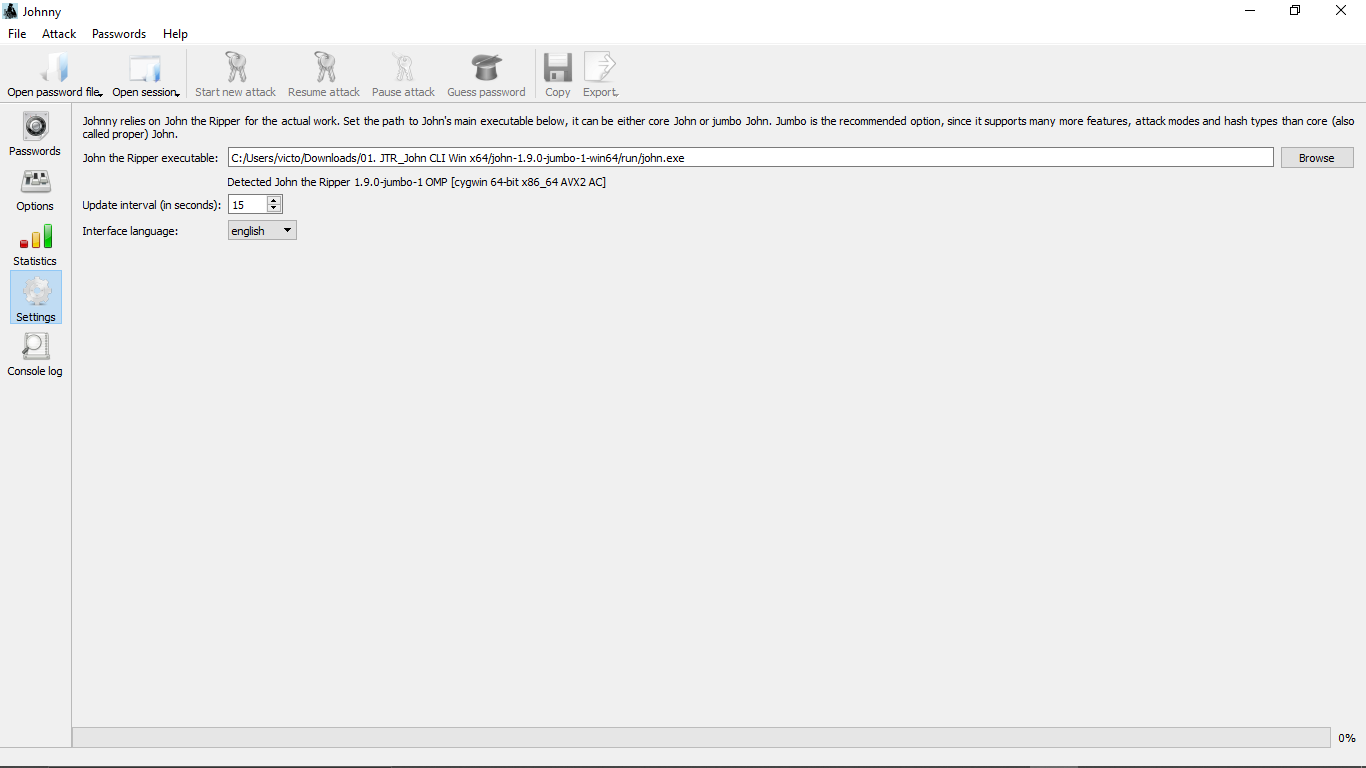 Johnny
File Attack Passwords Help
Open password file Open session Start new attack Resume attack Pause attack Guess password Copy Export
Passwords
Options
Statistics
Settings
Console log
Johnny relies on John the Ripper for the actual work. Set the path to John's main executable below, it can be either core John or jumbo John. Jumbo is the recommended option, since it supports many more features, attack modes and hash types than core (also
called proper) John.
John the Ripper executable: C:/Users/victo/Downloads/01. JTR_John CLI Win x64/john-1.9.0-jumbo-1-win64/run/john.exe Browse
Detected John the Ripper 1.9.0-jumbo-1 OMP [cygwin 64-bit x86_64 AVX2 AC]
Update interval (in seconds): 15
Interface language: english
0%